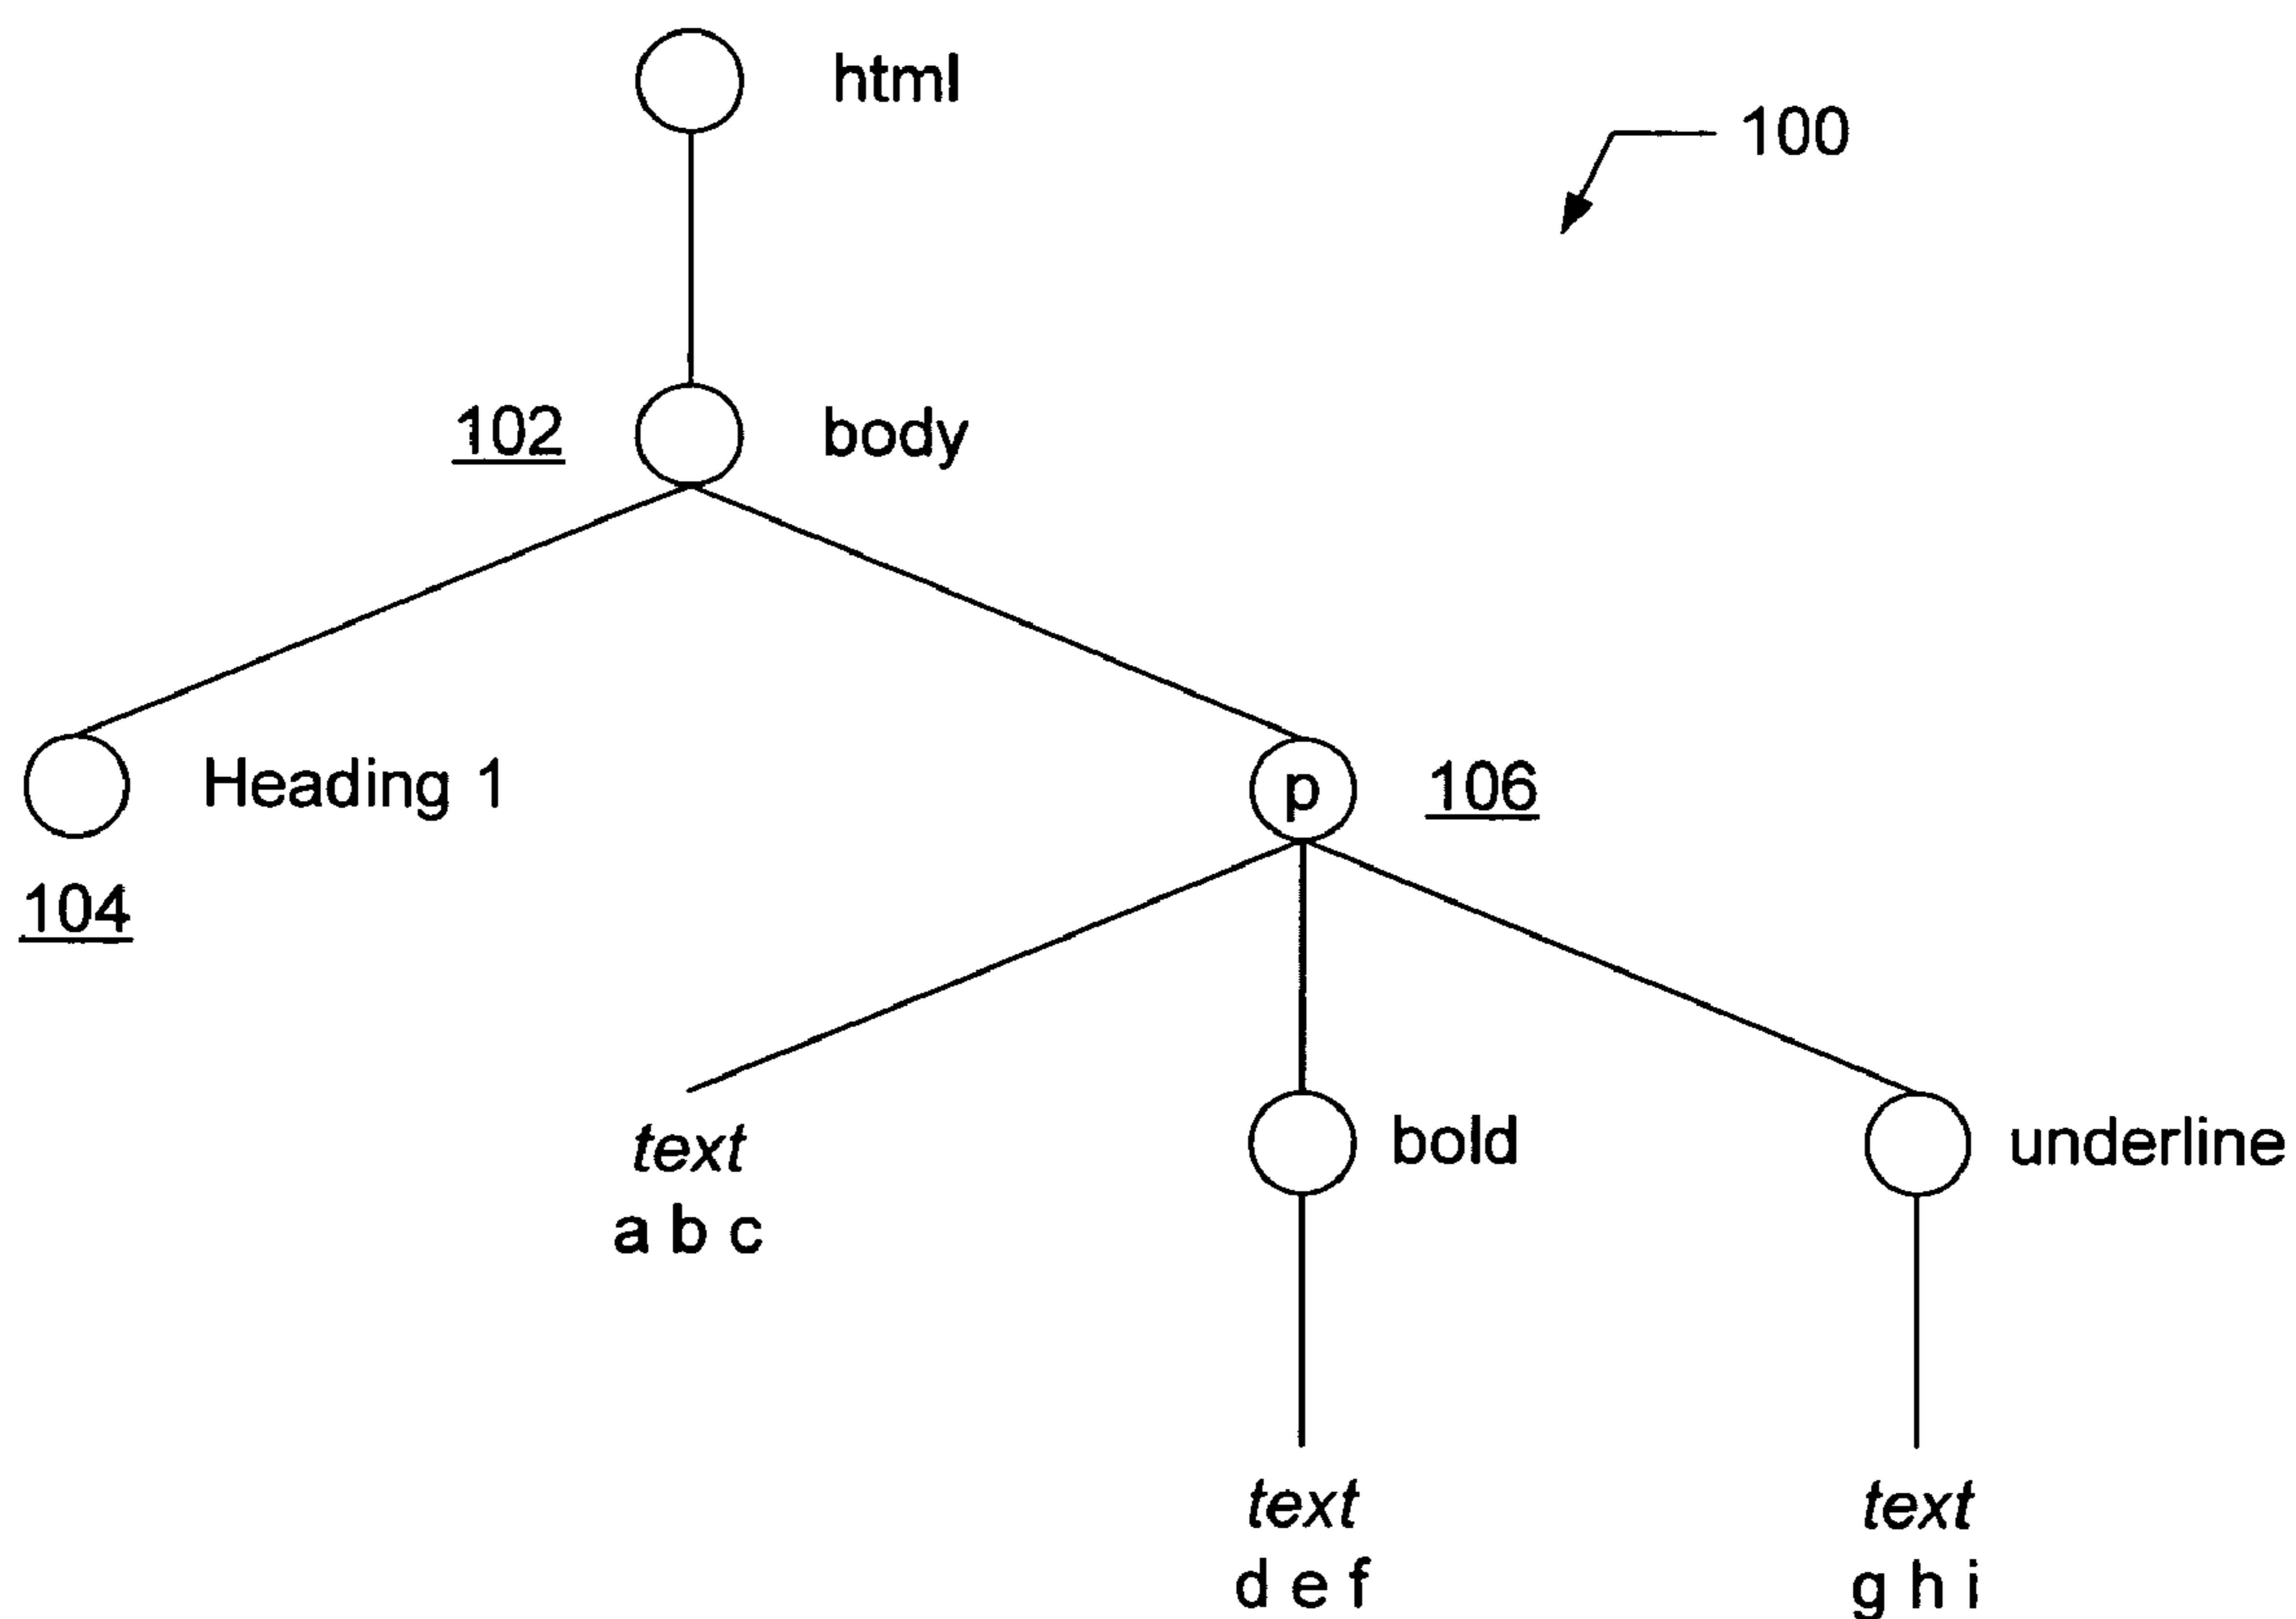 html
100
102
body
Heading 1
p
106
104
text
a b c
bold
underline
text
d e f
text
g h i